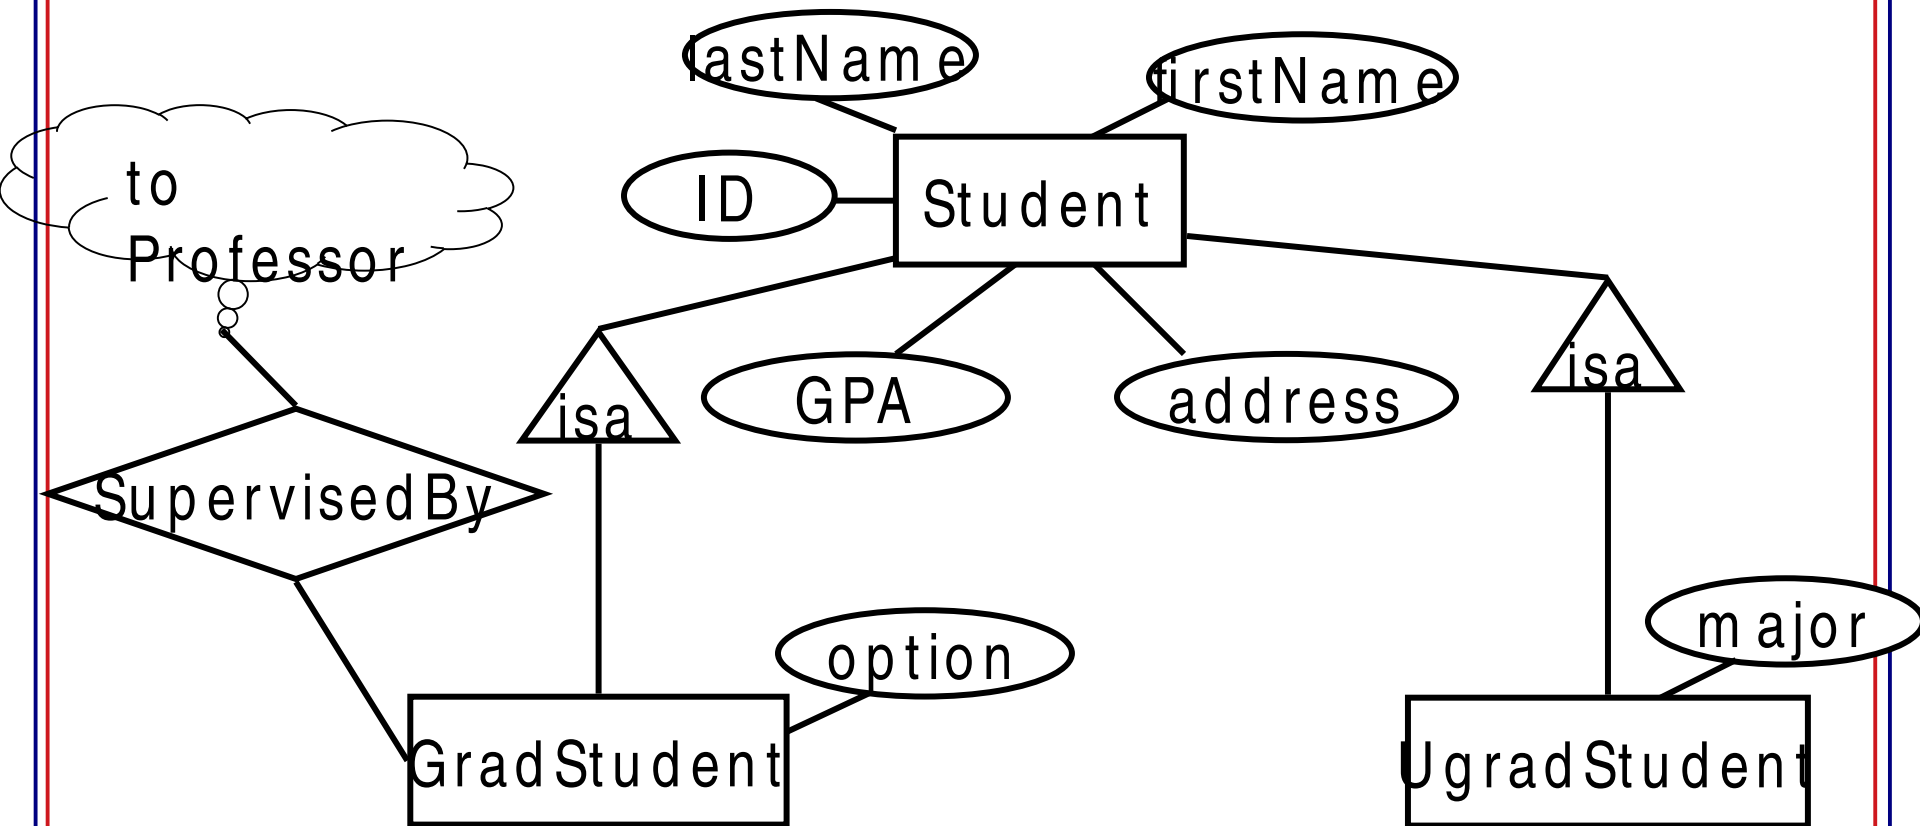 lastName
firstName
to
Professor
ID
Student
isa
GPA
address
isa
SupervisedBy
option
major
GradStudent
UgradStudent